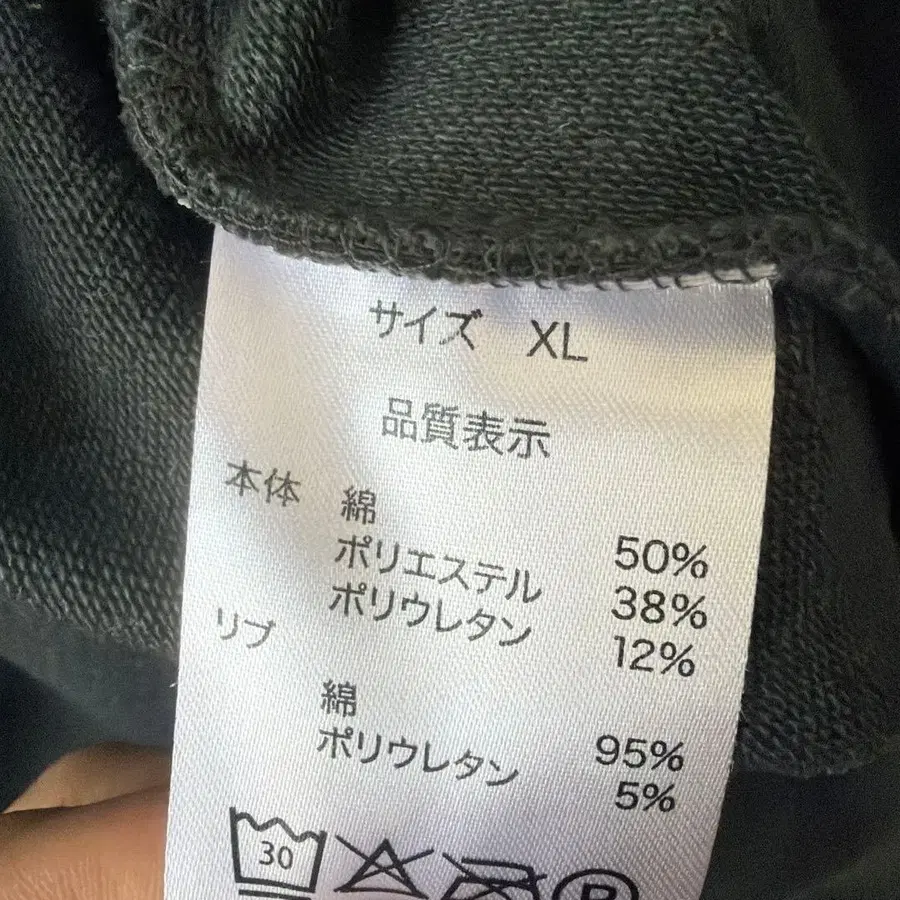 サイズ XL
品質表示
本体 綿 50%
ポリエステル 38%
ポリウレタン 12%
リブ
綿 95%
ポリウレタン 5%
30
P